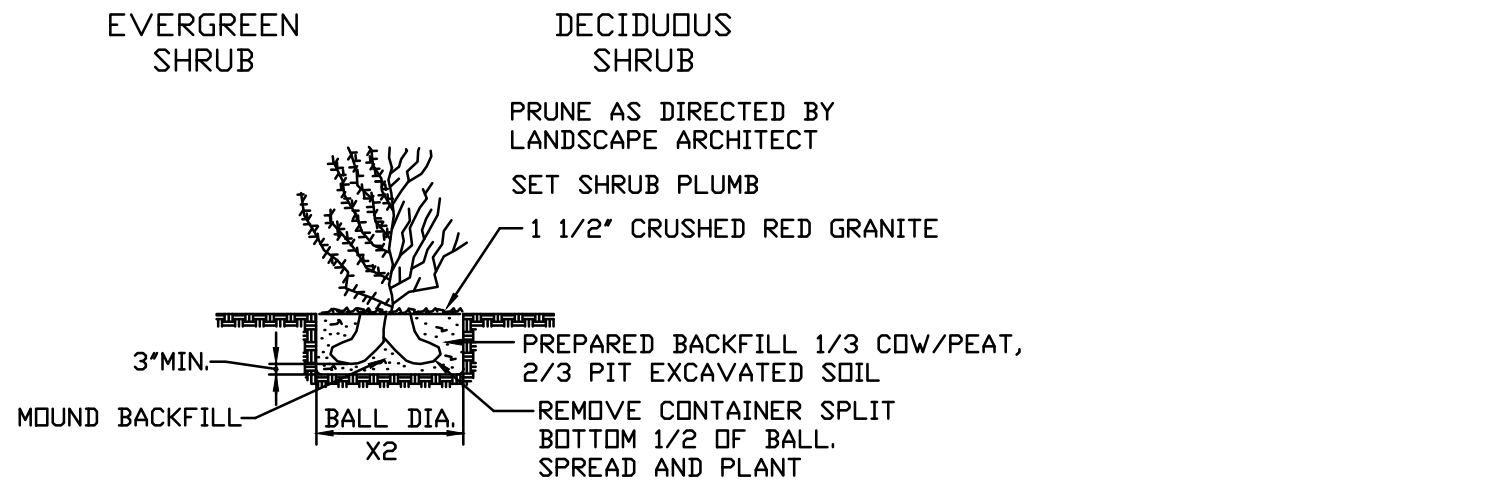 EVERGREEN
SHRUB
DECIDUOUS
SHRUB
PRUNE AS DIRECTED BY
LANDSCAPE ARCHITECT
SET SHRUB PLUMB
1 1/2" CRUSHED RED GRANITE
PREPARED BACKFILL 1/3 COW/PEAT,
2/3 PIT EXCAVATED SOIL
3"MIN.
MOUND BACKFILL
BALL DIA.
X2
REMOVE CONTAINER SPLIT
BOTTOM 1/2 OF BALL.
SPREAD AND PLANT